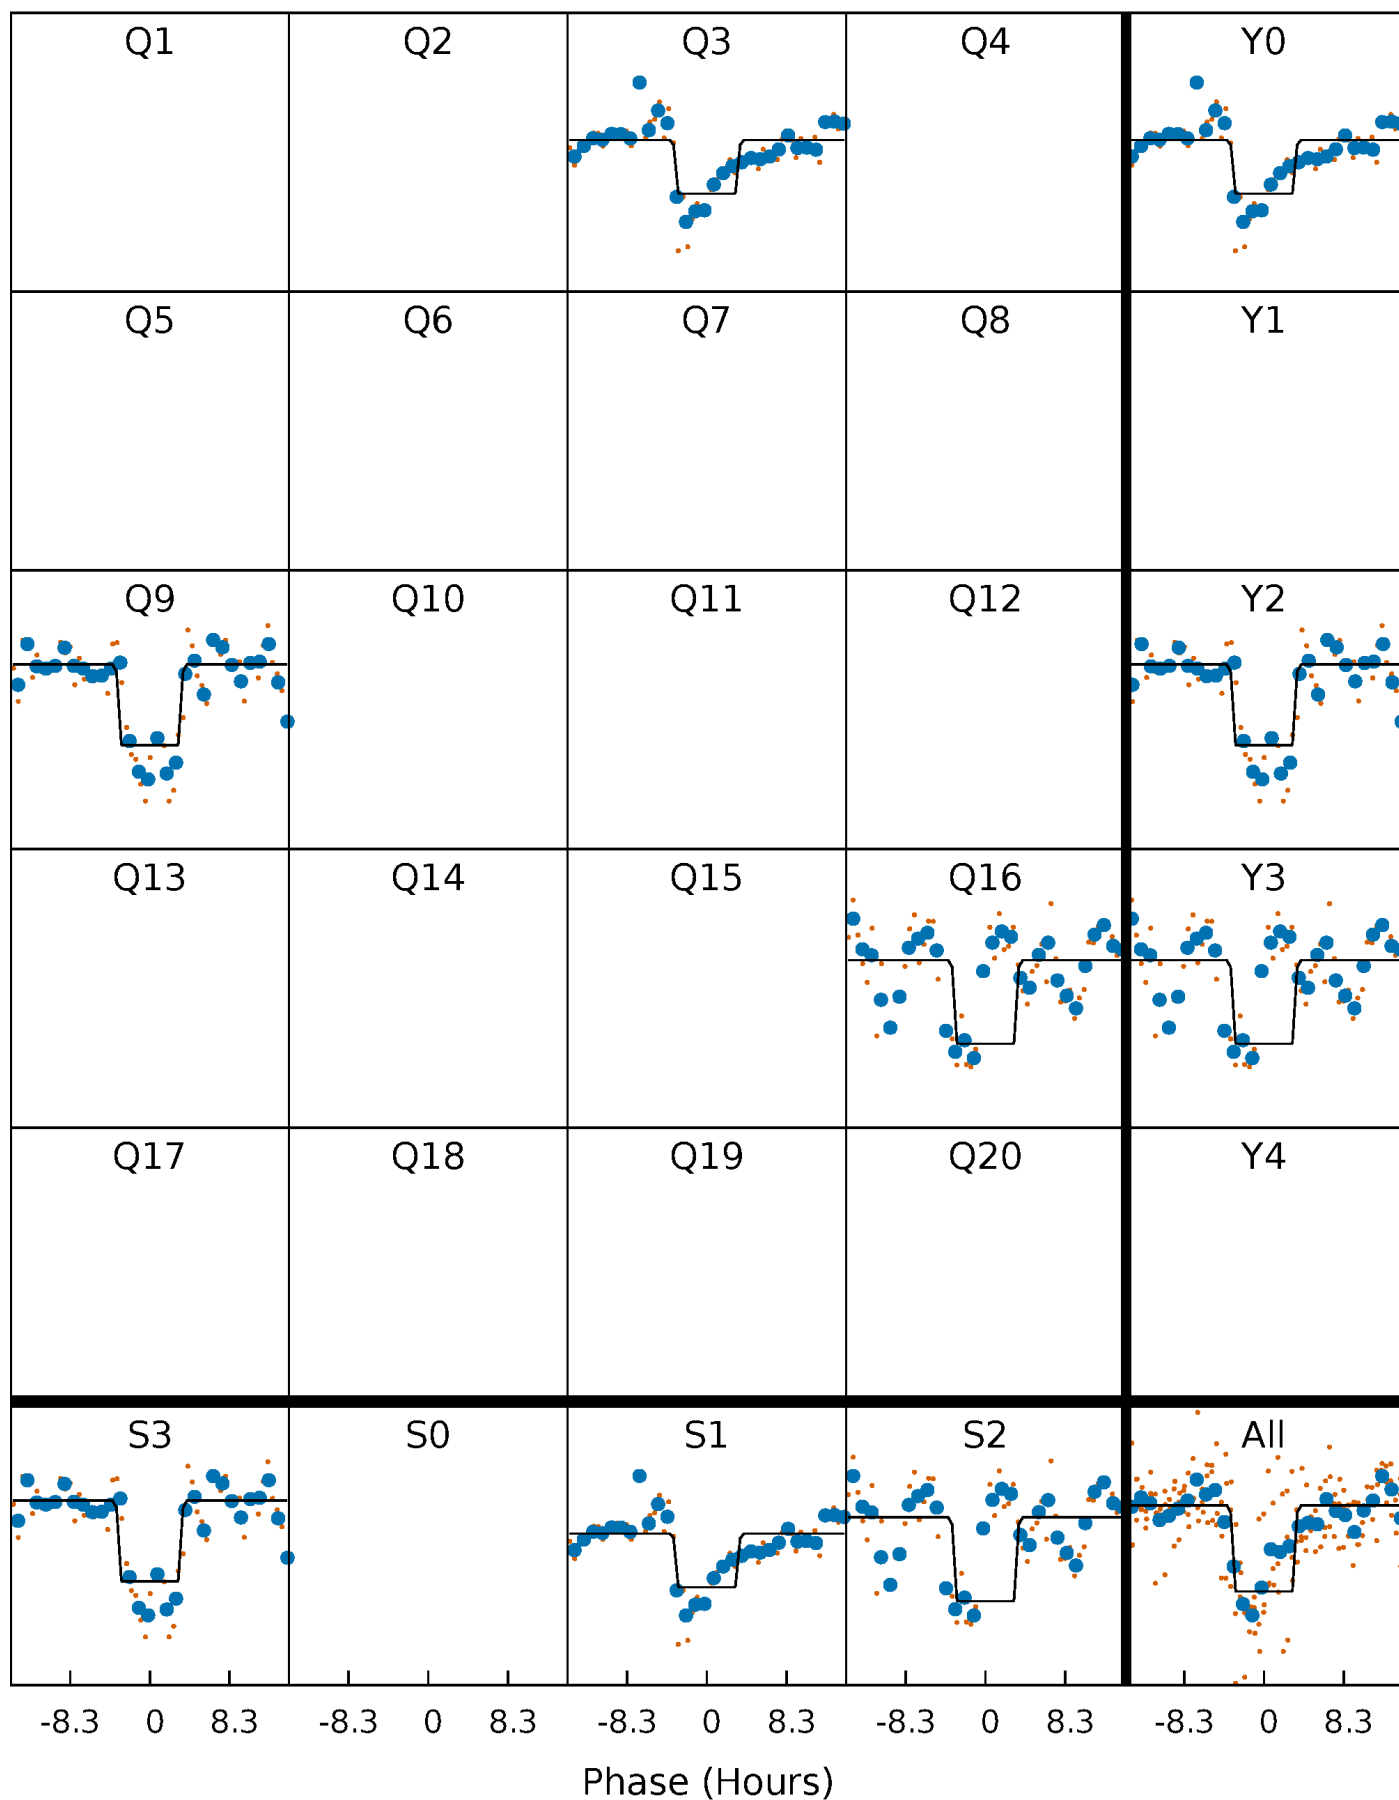 Q1 Q2 Q3 Q4 Y0
Q5 Q6 Q7 Q8 Y1
Q9 Q10 Q11 Q12 Y2
Q13 Q14 Q15 Q16 Y3
Q17 Q18 Q19 Q20 Y4
S3 S0 S1 S2 All
-8.3 0 8.3 -8.3 0 8.3 -8.3 0 8.3 -8.3 0 8.3 -8.3 0 8.3
Phase (Hours)